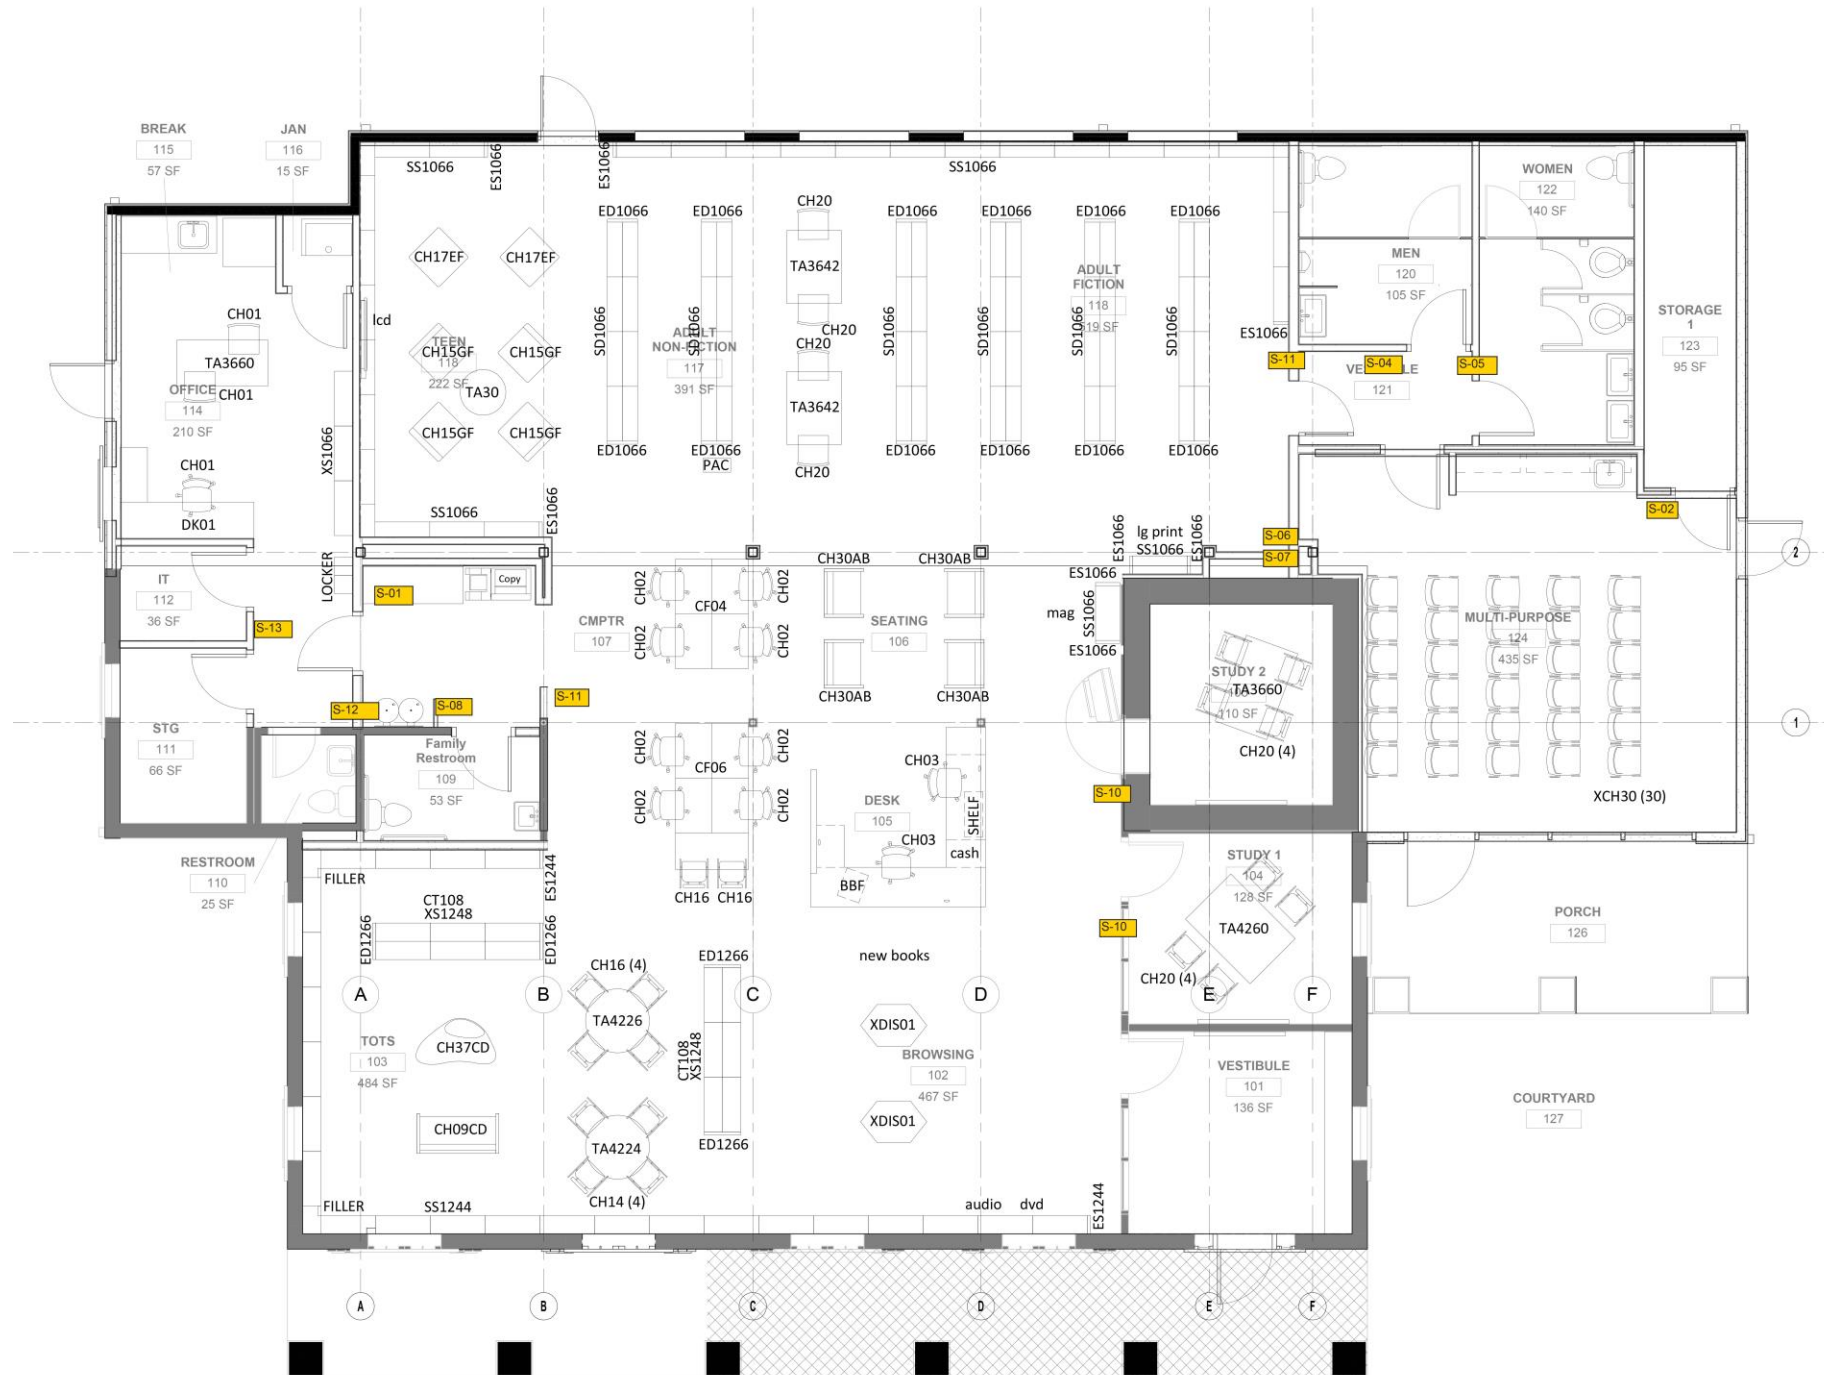 BREAK
115
57 SF
JAN
116
15 SF
SS1066
ES1066
ES1066
SS1066
WOMEN
122
140 SF
CH17EF
CH17EF
ED1066
ED1066
CH20
TA3642
CH20
ED1066
ED1066
ED1066
ED1066
MEN
120
105 SF
ADULT
FICTION
118
519 SF
STORAGE
1
123
95 SF
CH01
TA3660
CH01
OFFICE
114
210 SF
lcd
TEEN
118
222 SF
CH15GF
CH15GF
TA30
CH15GF
CH15GF
SD1066
SD1066
ADULT
NON-FICTION
117
391 SF
CH20
TA3642
CH20
SD1066
SD1066
SD1066
SD1066
ES1066
S-11
S-04
S-05
121
ED1066
ED1066
PAC
ED1066
ED1066
ED1066
ED1066
XS1066
CH01
DK01
SS1066
ES1066
ES1066
lg print
SS1066
ES1066
S-06
S-07
S-02
2
IT
112
36 SF
LOCKER
S-01
Copy
S-13
CMPTR
107
CH02
CH02
CF04
CH02
CH02
CH30AB
CH30AB
SEATING
106
CH30AB
CH30AB
ES1066
mag
SS1066
ES1066
STUDY 2
TA3660
110 SF
CH20 (4)
MULTI-PURPOSE
124
435 SF
XCH30 (30)
1
S-12
S-08
S-11
STG
111
66 SF
Family
Restroom
109
53 SF
CH02
CH02
CF06
CH02
CH02
CH16
CH16
DESK
105
CH03
CH03
SHELF
cash
BBF
S-10
RESTROOM
110
25 SF
FILLER
CT108
XS1248
ES1244
ED1266
ED1266
STUDY 1
104
128 SF
TA4260
CH20 (4)
S-10
PORCH
126
new books
ED1266
CH16 (4)
TA4226
A
B
C
D
E
F
XDIS01
TOTS
103
484 SF
CH37CD
CT108
XS1248
BROWSING
102
467 SF
VESTIBULE
101
136 SF
COURTYARD
127
CH09CD
TA4224
CH14 (4)
ED1266
XDIS01
FILLER
SS1244
audio
dvd
ES1244
A
B
C
D
E
F